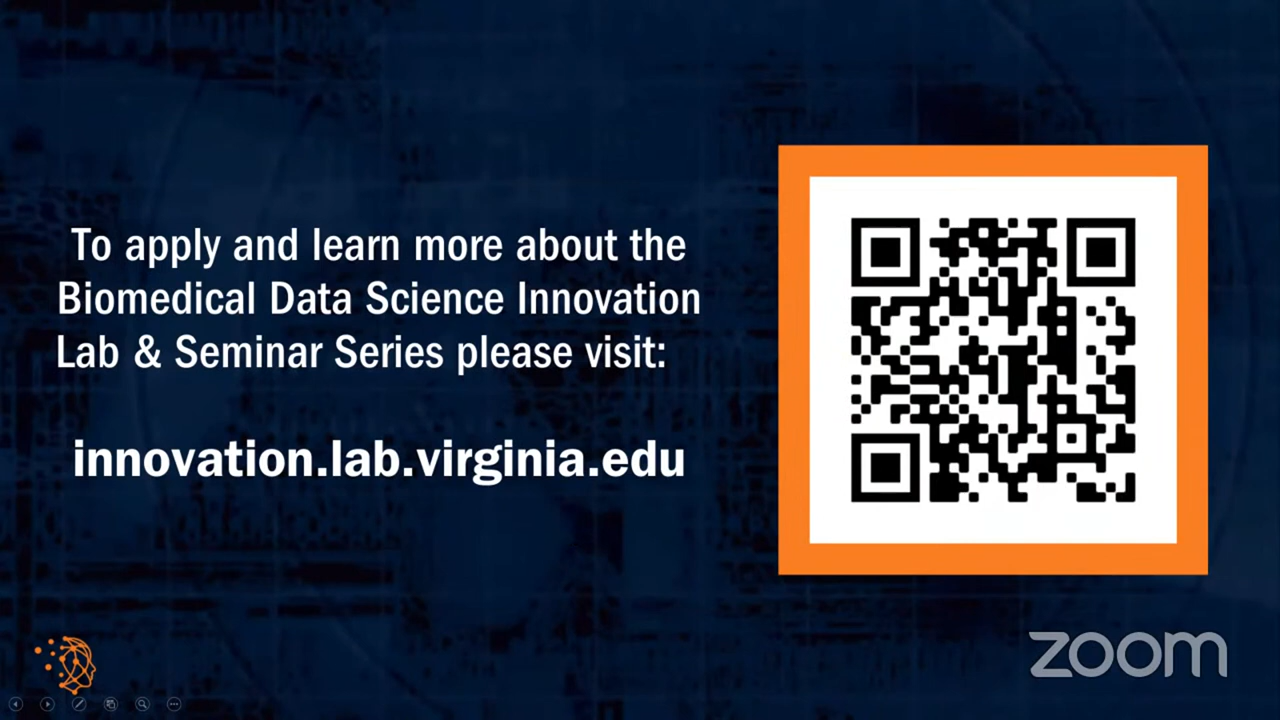 To apply and learn more about the
Biomedical Data Science Innovation
Lab & Seminar Series please visit:
innovation.lab.virginia.edu
zoom